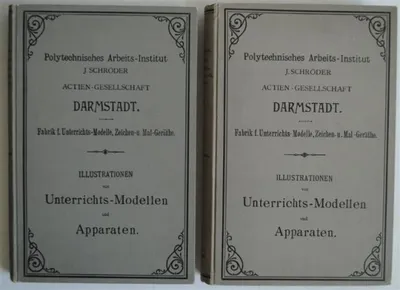 Polytechnisches Arbeits-Institut
J. SCHRÖDER
ACTIEN-GESELLSCHAFT
DARMSTADT.
Fabrik f. Unterrichts-Modelle, Zeichen- u. Mal-Geräthe.
ILLUSTRATIONEN
von
Unterrichts-Modellen
und
Apparaten.
Polytechnisches Arbeits-Institut
J. SCHRÖDER
ACTIEN-GESELLSCHAFT
DARMSTADT.
Fabrik f. Unterrichts-Modelle, Zeichen- u. Mal-Geräthe.
ILLUSTRATIONEN
von
Unterrichts-Modellen
und
Apparaten.